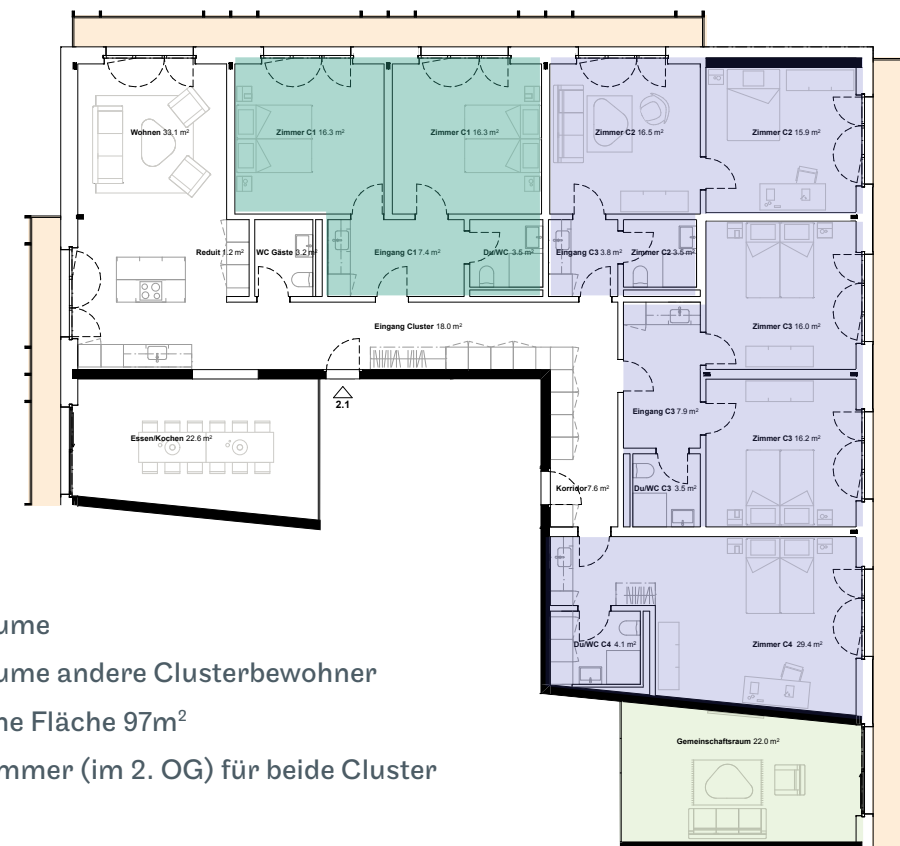 Wohnen 33.1 m²
Zimmer C1 16.3 m²
Zimmer C1 16.3 m²
Zimmer C2 16.5 m²
Zimmer C2 15.9 m²
Reduit 1.2 m²
WC Gäste 3.2 m²
Eingang C1 7.4 m²
Du/WC 3.5 m²
Eingang C3 3.8 m²
Zimmer C2 3.5 m²
Eingang Cluster 18.0 m²
Zimmer C3 16.0 m²
2.1
Eingang C3 7.9 m²
Essen/Kochen 22.6 m²
Zimmer C3 16.2 m²
Korridor 7.6 m²
Du/WC C3 3.5 m²
Du/WC C4 4.1 m²
Zimmer C4 29.4 m²
Gemeinschaftsraum 22.0 m²
ume
ume andere Clusterbewohner
ne Fläche 97m²
mmer (im 2. OG) für beide Cluster